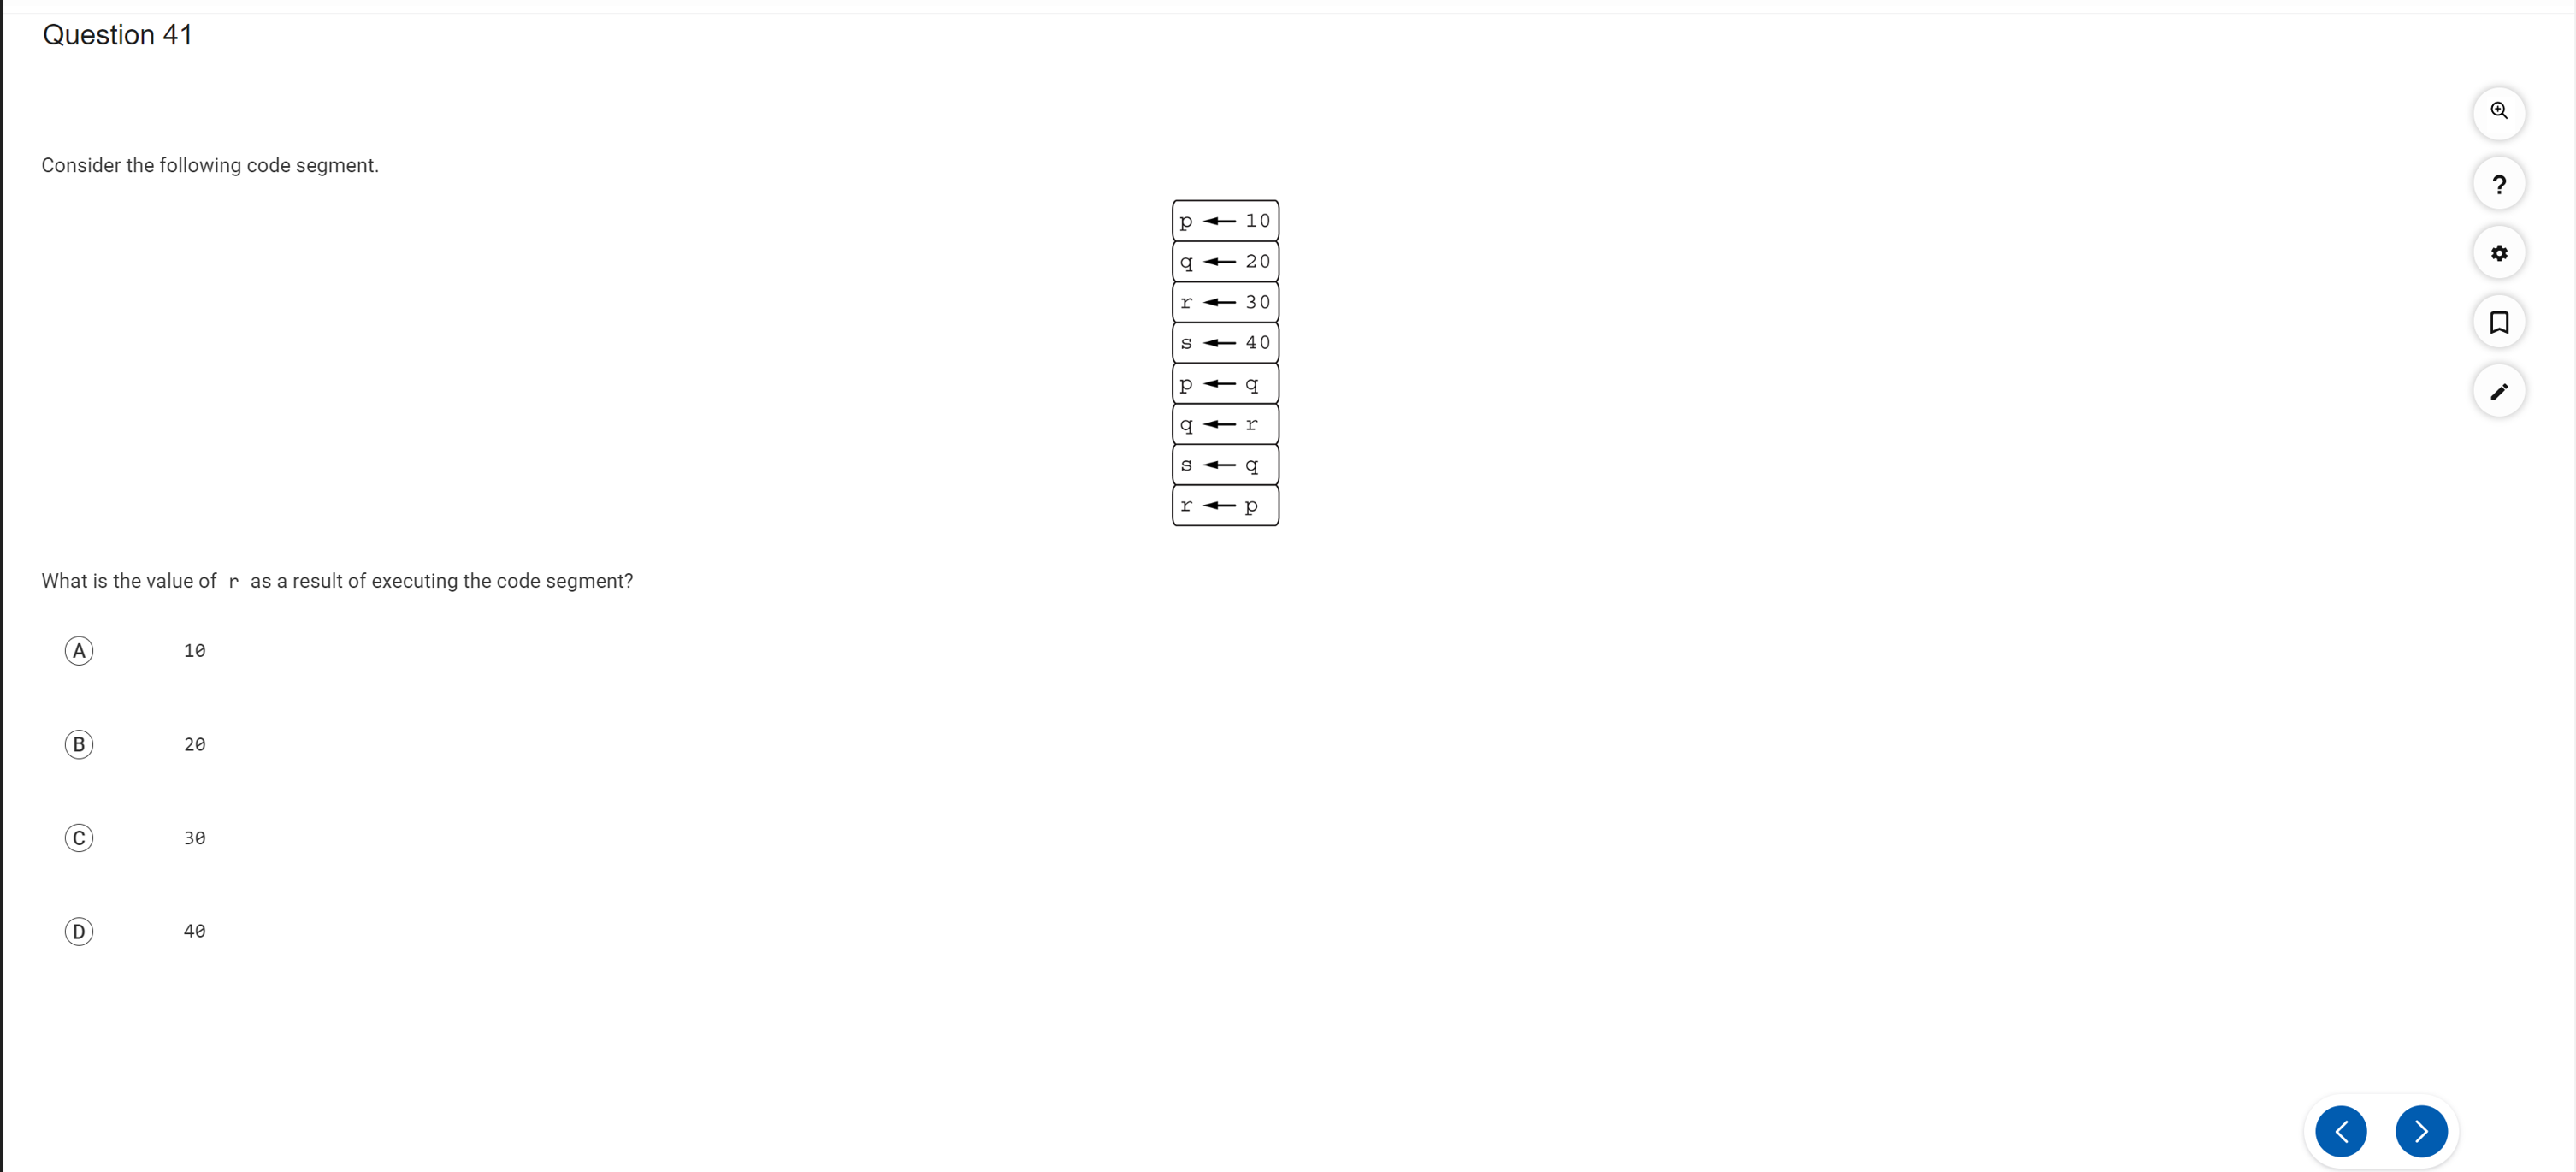 Question 41
Consider the following code segment.
p ← 10
q ← 20
r ← 30
s ← 40
p ← q
q ← r
s ← q
r ← p
What is the value of r as a result of executing the code segment?
A 10
B 20
C 30
D 40
?